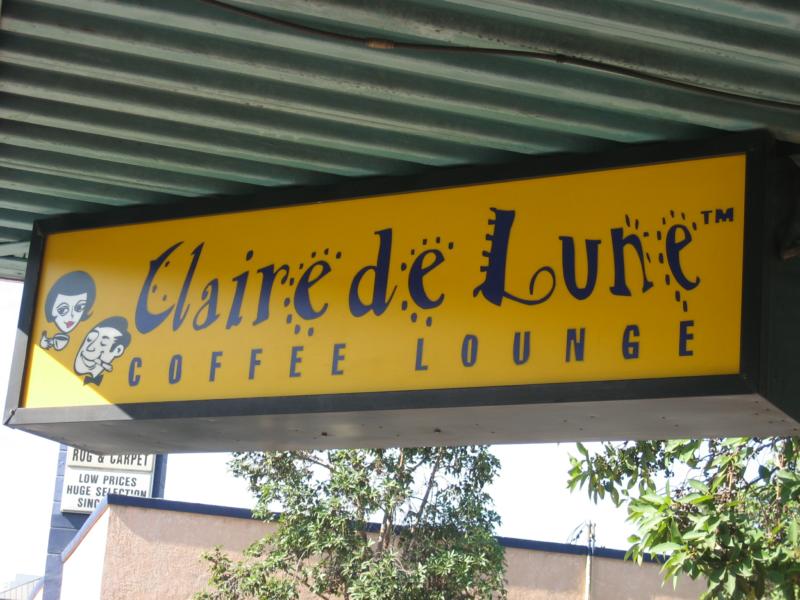 Claire de Lune™
COFFEE LOUNGE
RUG & CARPET
LOW PRICES
HUGE SELECTION